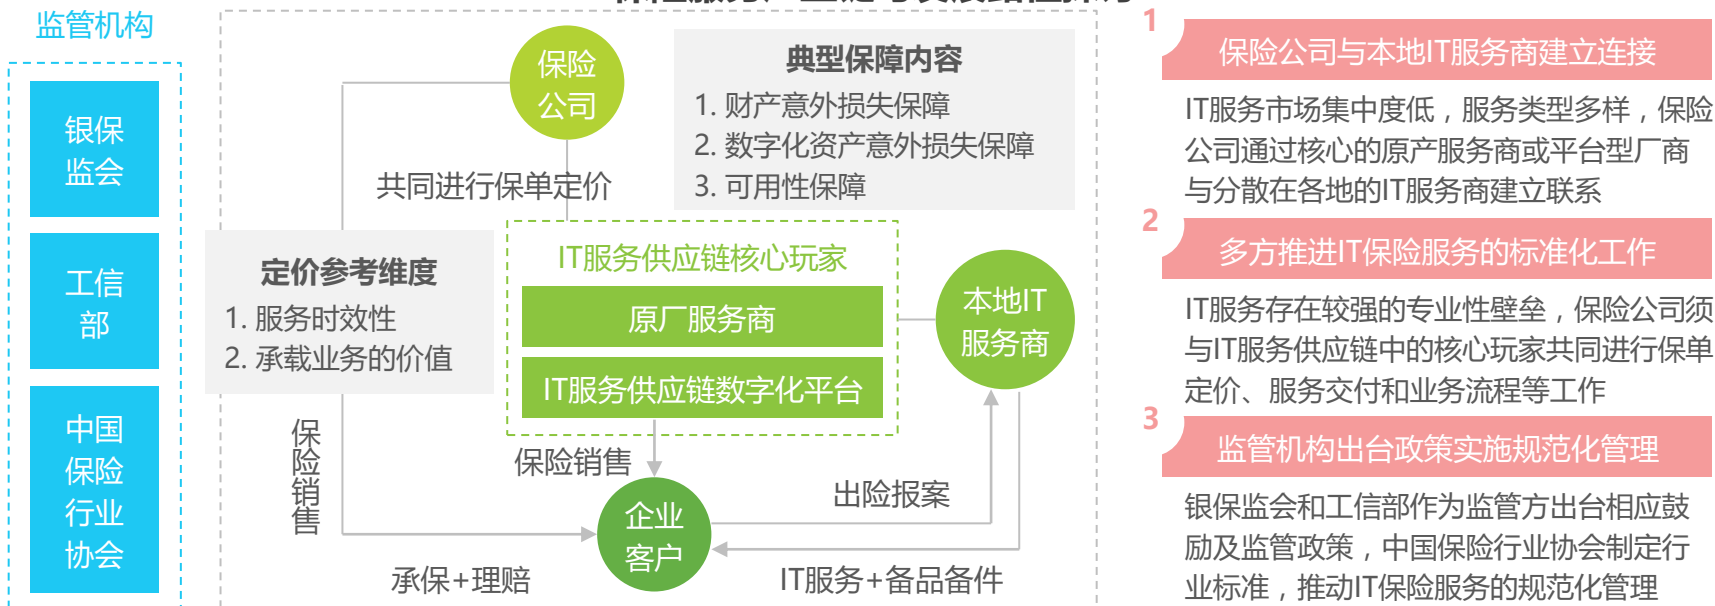 监管机构
银保
监会
工信
部
中国
保险
行业
协会
保险
公司
典型保障内容
1. 财产意外损失保障
2. 数字化资产意外损失保障
3. 可用性保障
共同进行保单定价
定价参考维度
1. 服务时效性
2. 承载业务的价值
IT服务供应链核心玩家
原厂服务商
IT服务供应链数字化平台
本地IT
服务商
保险销售
保险销售
出险报案
企业
客户
承保+理赔
IT服务+备品备件
1
保险公司与本地IT服务商建立连接
IT服务市场集中度低，服务类型多样，保险
公司通过核心的原产服务商或平台型厂商
与分散在各地的IT服务商建立联系
2
多方推进IT保险服务的标准化工作
IT服务存在较强的专业性壁垒，保险公司须
与IT服务供应链中的核心玩家共同进行保单
定价、服务交付和业务流程等工作
3
监管机构出台政策实施规范化管理
银保监会和工信部作为监管方出台相应鼓
励及监管政策，中国保险行业协会制定行
业标准，推动IT保险服务的规范化管理